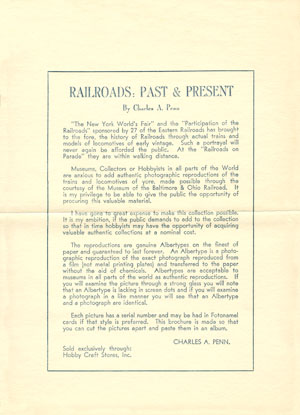 RAILROADS: PAST & PRESENT
By Charles A. Penn
"The New York World's Fair" and the "Participation of the
Railroads" sponsored by 27 of the Eastern Railroads has brought
to the fore, the history of Railroads through actual trains and
models of locomotives of early vintage. Such a portrayal will
never again be afforded the public. At the "Railroads on
Parade" they are within walking distance.
Museums, Collectors or Hobbyists in all parts of the World
are anxious to add authentic photographic reproductions of the
trains and locomotives of yore, made possible through the
courtesy of the Museum of the Baltimore & Ohio Railroad. It
is my privilege to be able to give the public the opportunity of
procuring this valuable material.
I have gone to great expense to make this collection possible.
It is my ambition, if the public demands to add to the collection
so that in time hobbyists may have the opportunity of acquiring
valuable authentic collections at a nominal cost.
The reproductions are genuine Albertypes on the finest of
paper and guaranteed to last forever. An Albertype is a photo-
graphic reproduction of the exact photograph reproduced from
a film (not metal printing plates) and transferred to the paper
without the aid of chemicals. Albertypes are acceptable to
museums in all parts of the world as authentic reproductions. If
you will examine the picture through a strong glass you will note
that an Albertype is lacking in screen dots and if you will examine
a photograph in a like manner you will see that an Albertype
and a photograph are identical.
Each picture has a serial number and may be had in Fotoramel
cards if that style is preferred. This brochure is made so that
you can cut the pictures apart and paste them in an album.
CHARLES A. PENN.
Sold exclusively through:
Hobby Craft Stores, Inc.